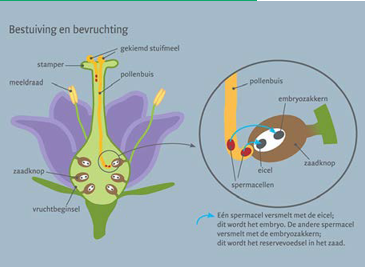 Bestuiving en bevruchting
gekiemd stuifmeel
stamper
meeldraad
pollenbuis
zaadknop
vruchtbeginsel
pollenbuis
embryozakkern
eicel
zaadknop
spermacellen
Eén spermacel versmelt met de eicel;
dit wordt het embryo. De andere spermacel
versmelt met de embryozakkern;
dit wordt het reservevoedsel in het zaad.